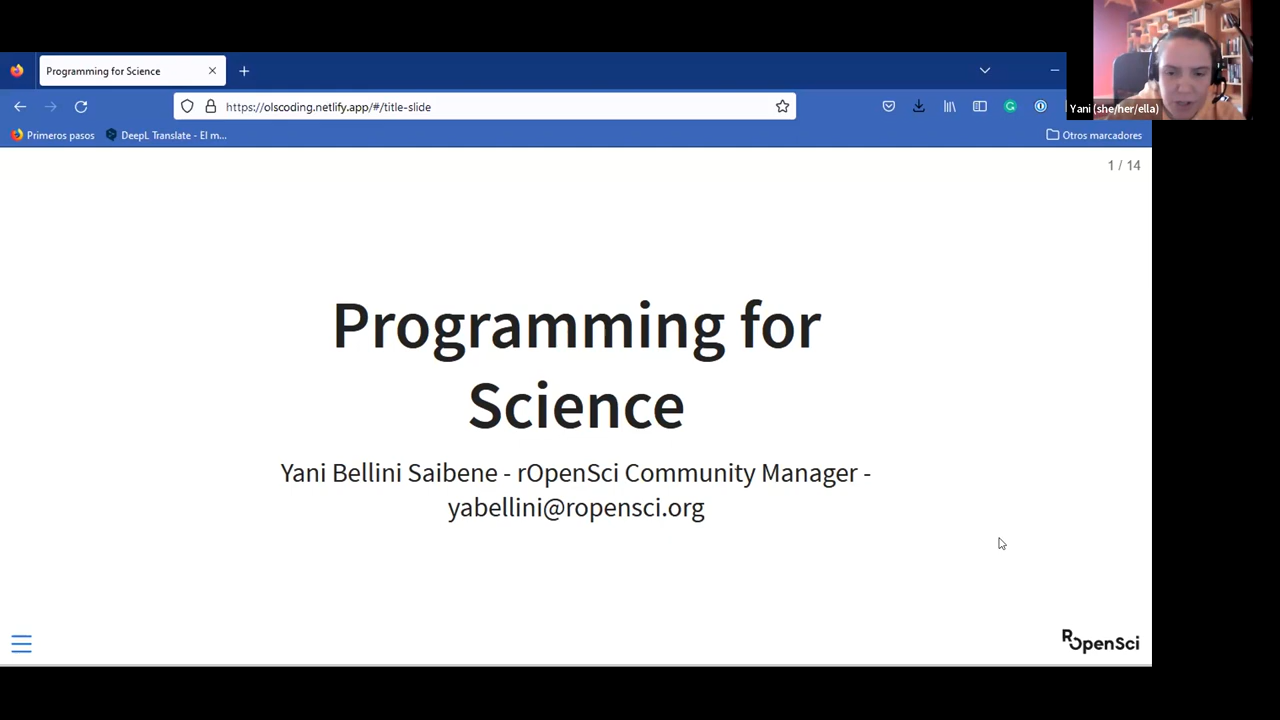 Programming for Science
https://olscoding.netlify.app/#/title-slide
Yani (she/her/ella)
Primeros pasos
DeepL Translate - El m...
Otros marcadores
1 / 14
Programming for
Science
Yani Bellini Saibene - rOpenSci Community Manager -
yabellini@ropensci.org
ROpenSci